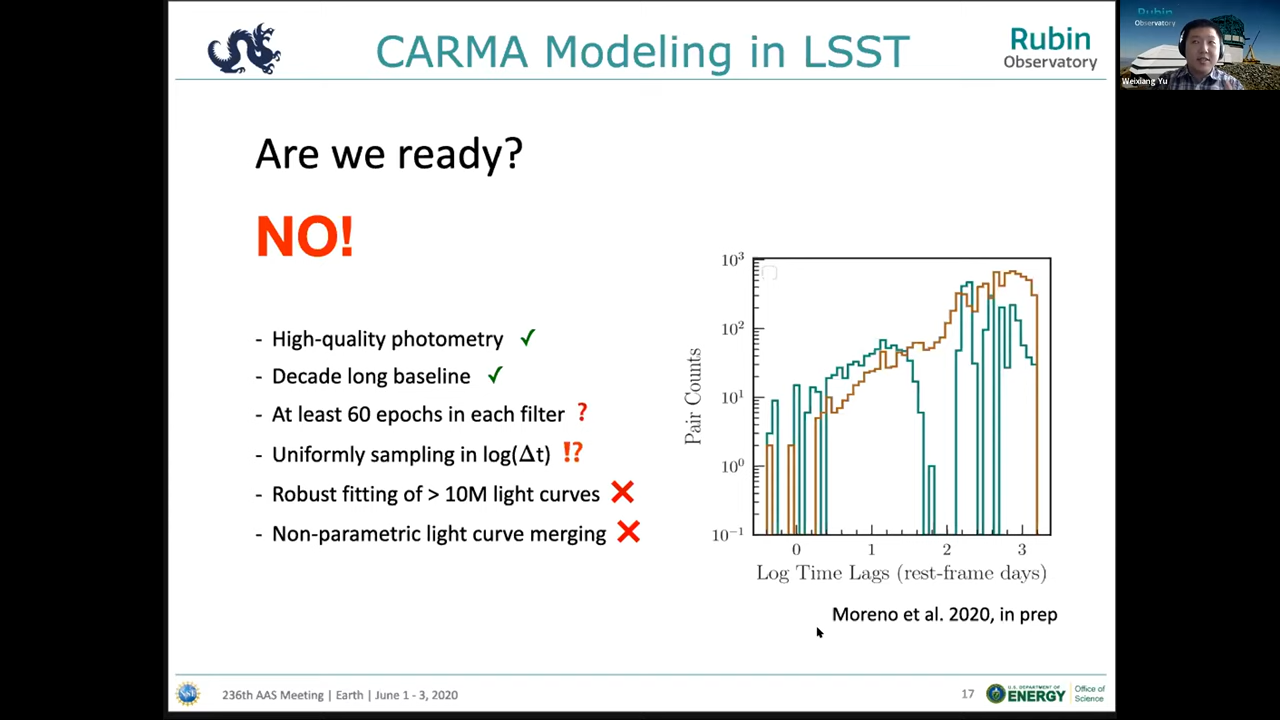 CARMA Modeling in LSST
Rubin
Observatory
Rubin
Observatory
Weixiang Yu
Are we ready?
NO!
- High-quality photometry ✓
- Decade long baseline ✓
- At least 60 epochs in each filter ?
- Uniformly sampling in log(Δt) !?
- Robust fitting of > 10M light curves ✕
- Non-parametric light curve merging ✕
Pair Counts
10³
10²
10¹
10⁰
10⁻¹
0 1 2 3
Log Time Lags (rest-frame days)
Moreno et al. 2020, in prep
NSF
236th AAS Meeting | Earth | June 1 - 3, 2020
17
U.S. DEPARTMENT OF
ENERGY
Office of
Science